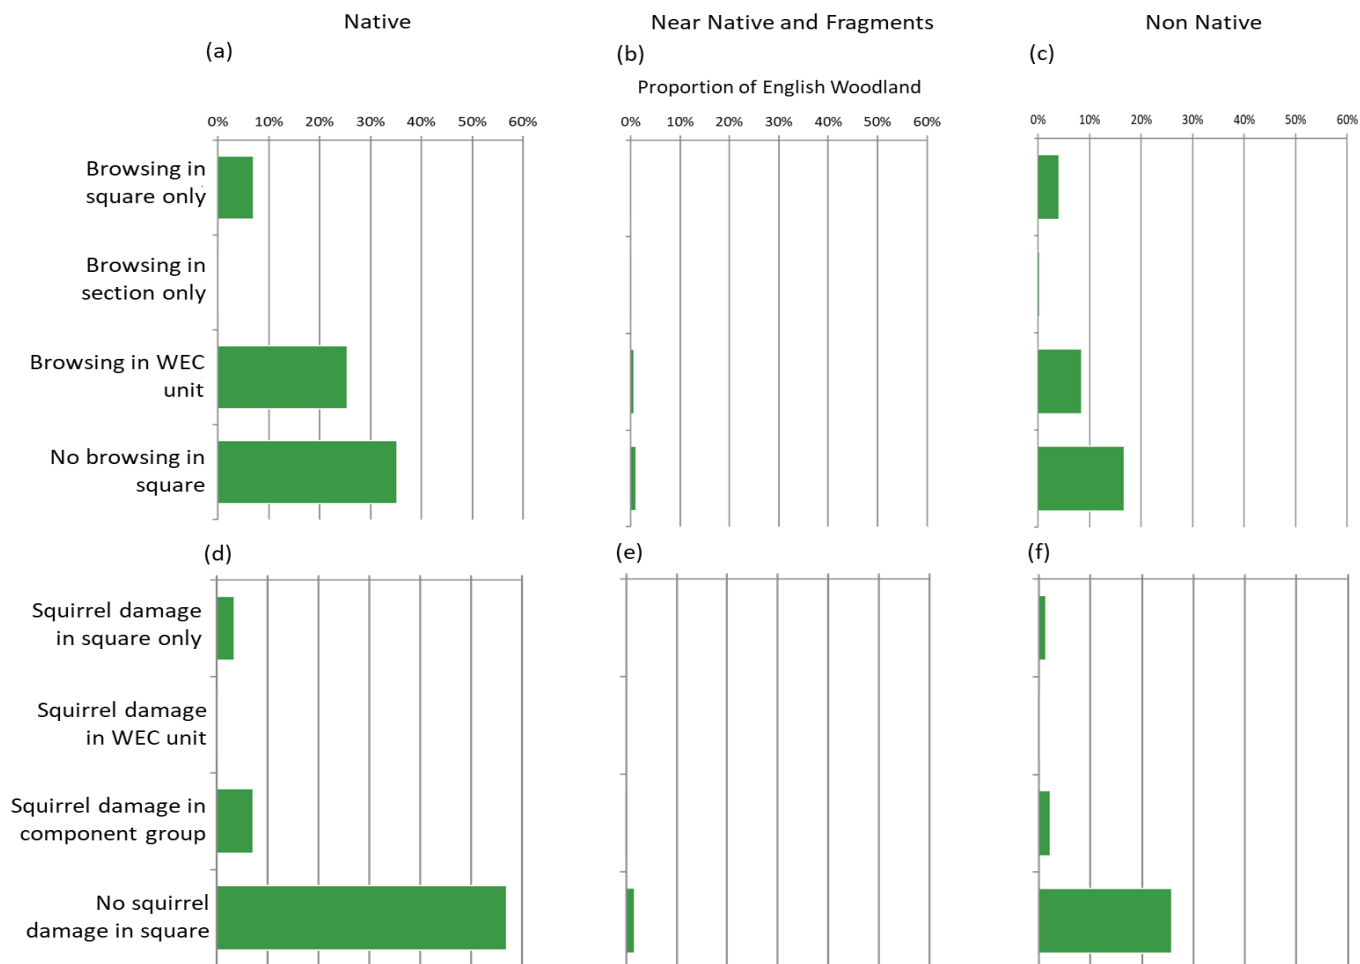 Native
Near Native and Fragments
Non Native
(a)
(b)
(c)
Proportion of English Woodland
0% 10% 20% 30% 40% 50% 60%
0% 10% 20% 30% 40% 50% 60%
0% 10% 20% 30% 40% 50% 60%
Browsing in
square only
Browsing in
section only
Browsing in WEC
unit
No browsing in
square
(d)
(e)
(f)
Squirrel damage
in square only
Squirrel damage
in WEC unit
Squirrel damage in
component group
No squirrel
damage in square